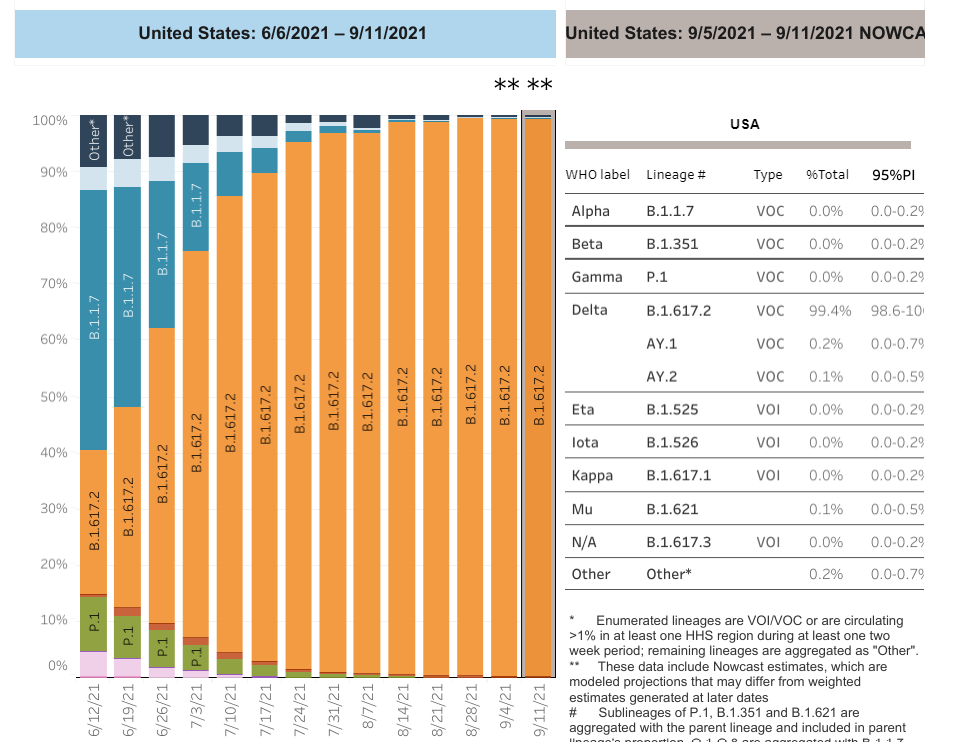 United States: 6/6/2021 – 9/11/2021
United States: 9/5/2021 – 9/11/2021 NOWCA
** **
100%
90%
80%
70%
60%
50%
40%
30%
20%
10%
0%
Other*
Other*
B.1.1.7
B.1.1.7
B.1.1.7
B.1.1.7
B.1.617.2
B.1.617.2
B.1.617.2
B.1.617.2
B.1.617.2
B.1.617.2
B.1.617.2
B.1.617.2
B.1.617.2
B.1.617.2
B.1.617.2
B.1.617.2
B.1.617.2
B.1.617.2
P.1
P.1
P.1
P.1
6/12/21
6/19/21
6/26/21
7/3/21
7/10/21
7/17/21
7/24/21
7/31/21
8/7/21
8/14/21
8/21/21
8/28/21
9/4/21
9/11/21
USA
WHO label Lineage # Type %Total 95%PI
Alpha B.1.1.7 VOC 0.0% 0.0-0.2%
Beta B.1.351 VOC 0.0% 0.0-0.2%
Gamma P.1 VOC 0.0% 0.0-0.2%
Delta B.1.617.2 VOC 99.4% 98.6-10
AY.1 VOC 0.2% 0.0-0.7%
AY.2 VOC 0.1% 0.0-0.5%
Eta B.1.525 VOI 0.0% 0.0-0.2%
Iota B.1.526 VOI 0.0% 0.0-0.2%
Kappa B.1.617.1 VOI 0.0% 0.0-0.2%
Mu B.1.621 0.1% 0.0-0.5%
N/A B.1.617.3 VOI 0.0% 0.0-0.2%
Other Other* 0.2% 0.0-0.7%
* Enumerated lineages are VOI/VOC or are circulating
>1% in at least one HHS region during at least one two
week period; remaining lineages are aggregated as "Other".
** These data include Nowcast estimates, which are
modeled projections that may differ from weighted
estimates generated at later dates
# Sublineages of P.1, B.1.351 and B.1.621 are
aggregated with the parent lineage and included in parent
lineage's proportion. are aggregated with B.1.1.7